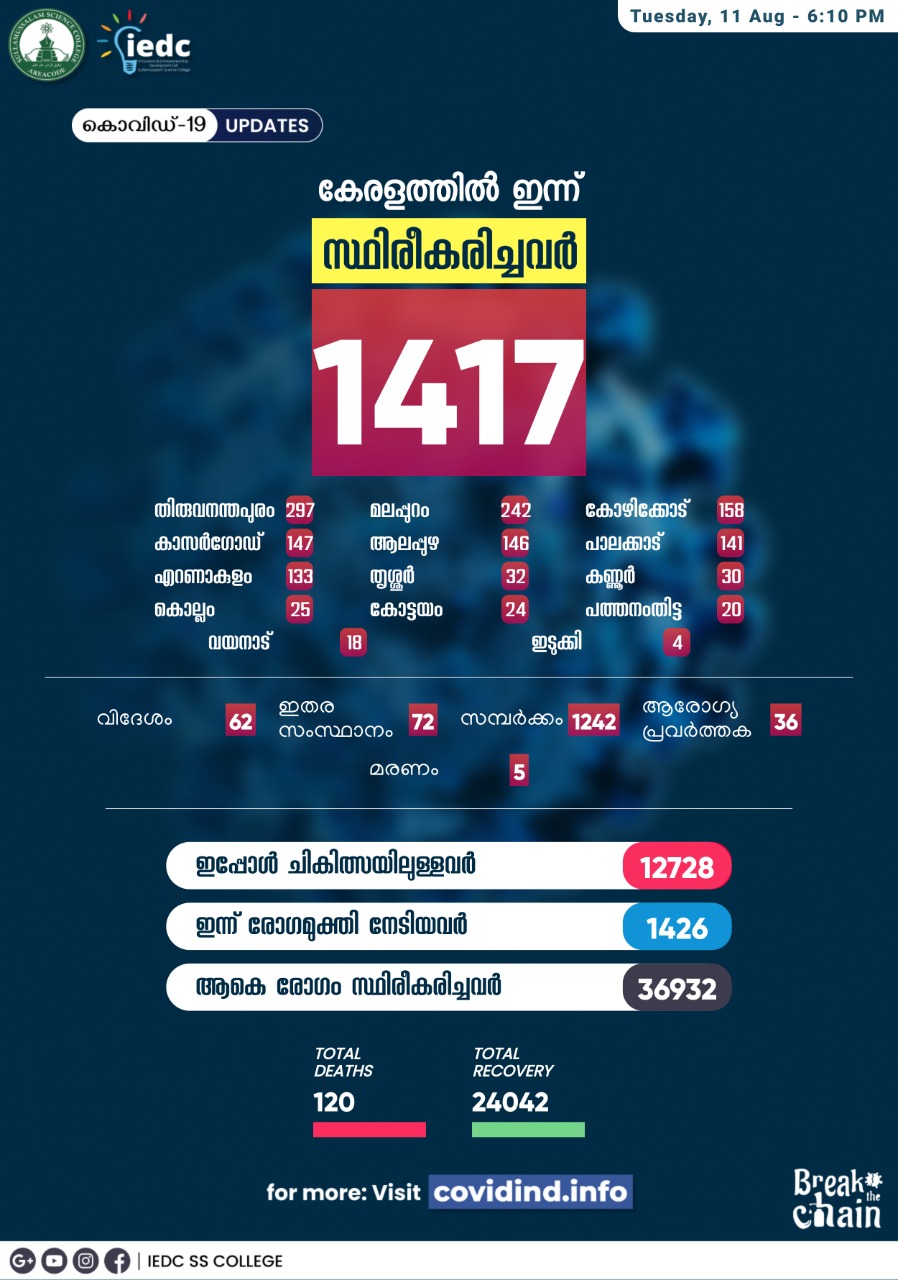 Tuesday, 11 Aug - 6:10 PM
SULLAMUSSALAM SCIENCE COLLEGE
AREACODE
iedc
കൊവിഡ്-19 UPDATES
കേരളത്തിൽ ഇന്ന്
സ്ഥിരീകരിച്ചവർ
1417
തിരുവനന്തപുരം 297 മലപ്പുറം 242 കോഴിക്കോട് 158
കാസർഗോഡ് 147 ആലപ്പുഴ 146 പാലക്കാട് 141
എറണാകുളം 133 തൃശ്ശൂർ 32 കണ്ണൂർ 30
കൊല്ലം 25 കോട്ടയം 24 പത്തനംതിട്ട 20
വയനാട് 18 ഇടുക്കി 4
വിദേശം 62 ഇതര സംസ്ഥാനം 72 സമ്പർക്കം 1242 ആരോഗ്യ പ്രവർത്തക 36
മരണം 5
ഇപ്പോൾ ചികിത്സയിലുള്ളവർ 12728
ഇന്ന് രോഗമുക്തി നേടിയവർ 1426
ആകെ രോഗം സ്ഥിരീകരിച്ചവർ 36932
TOTAL DEATHS
120
TOTAL RECOVERY
24042
for more: Visit covidind.info
Break the chain
IEDC SS COLLEGE